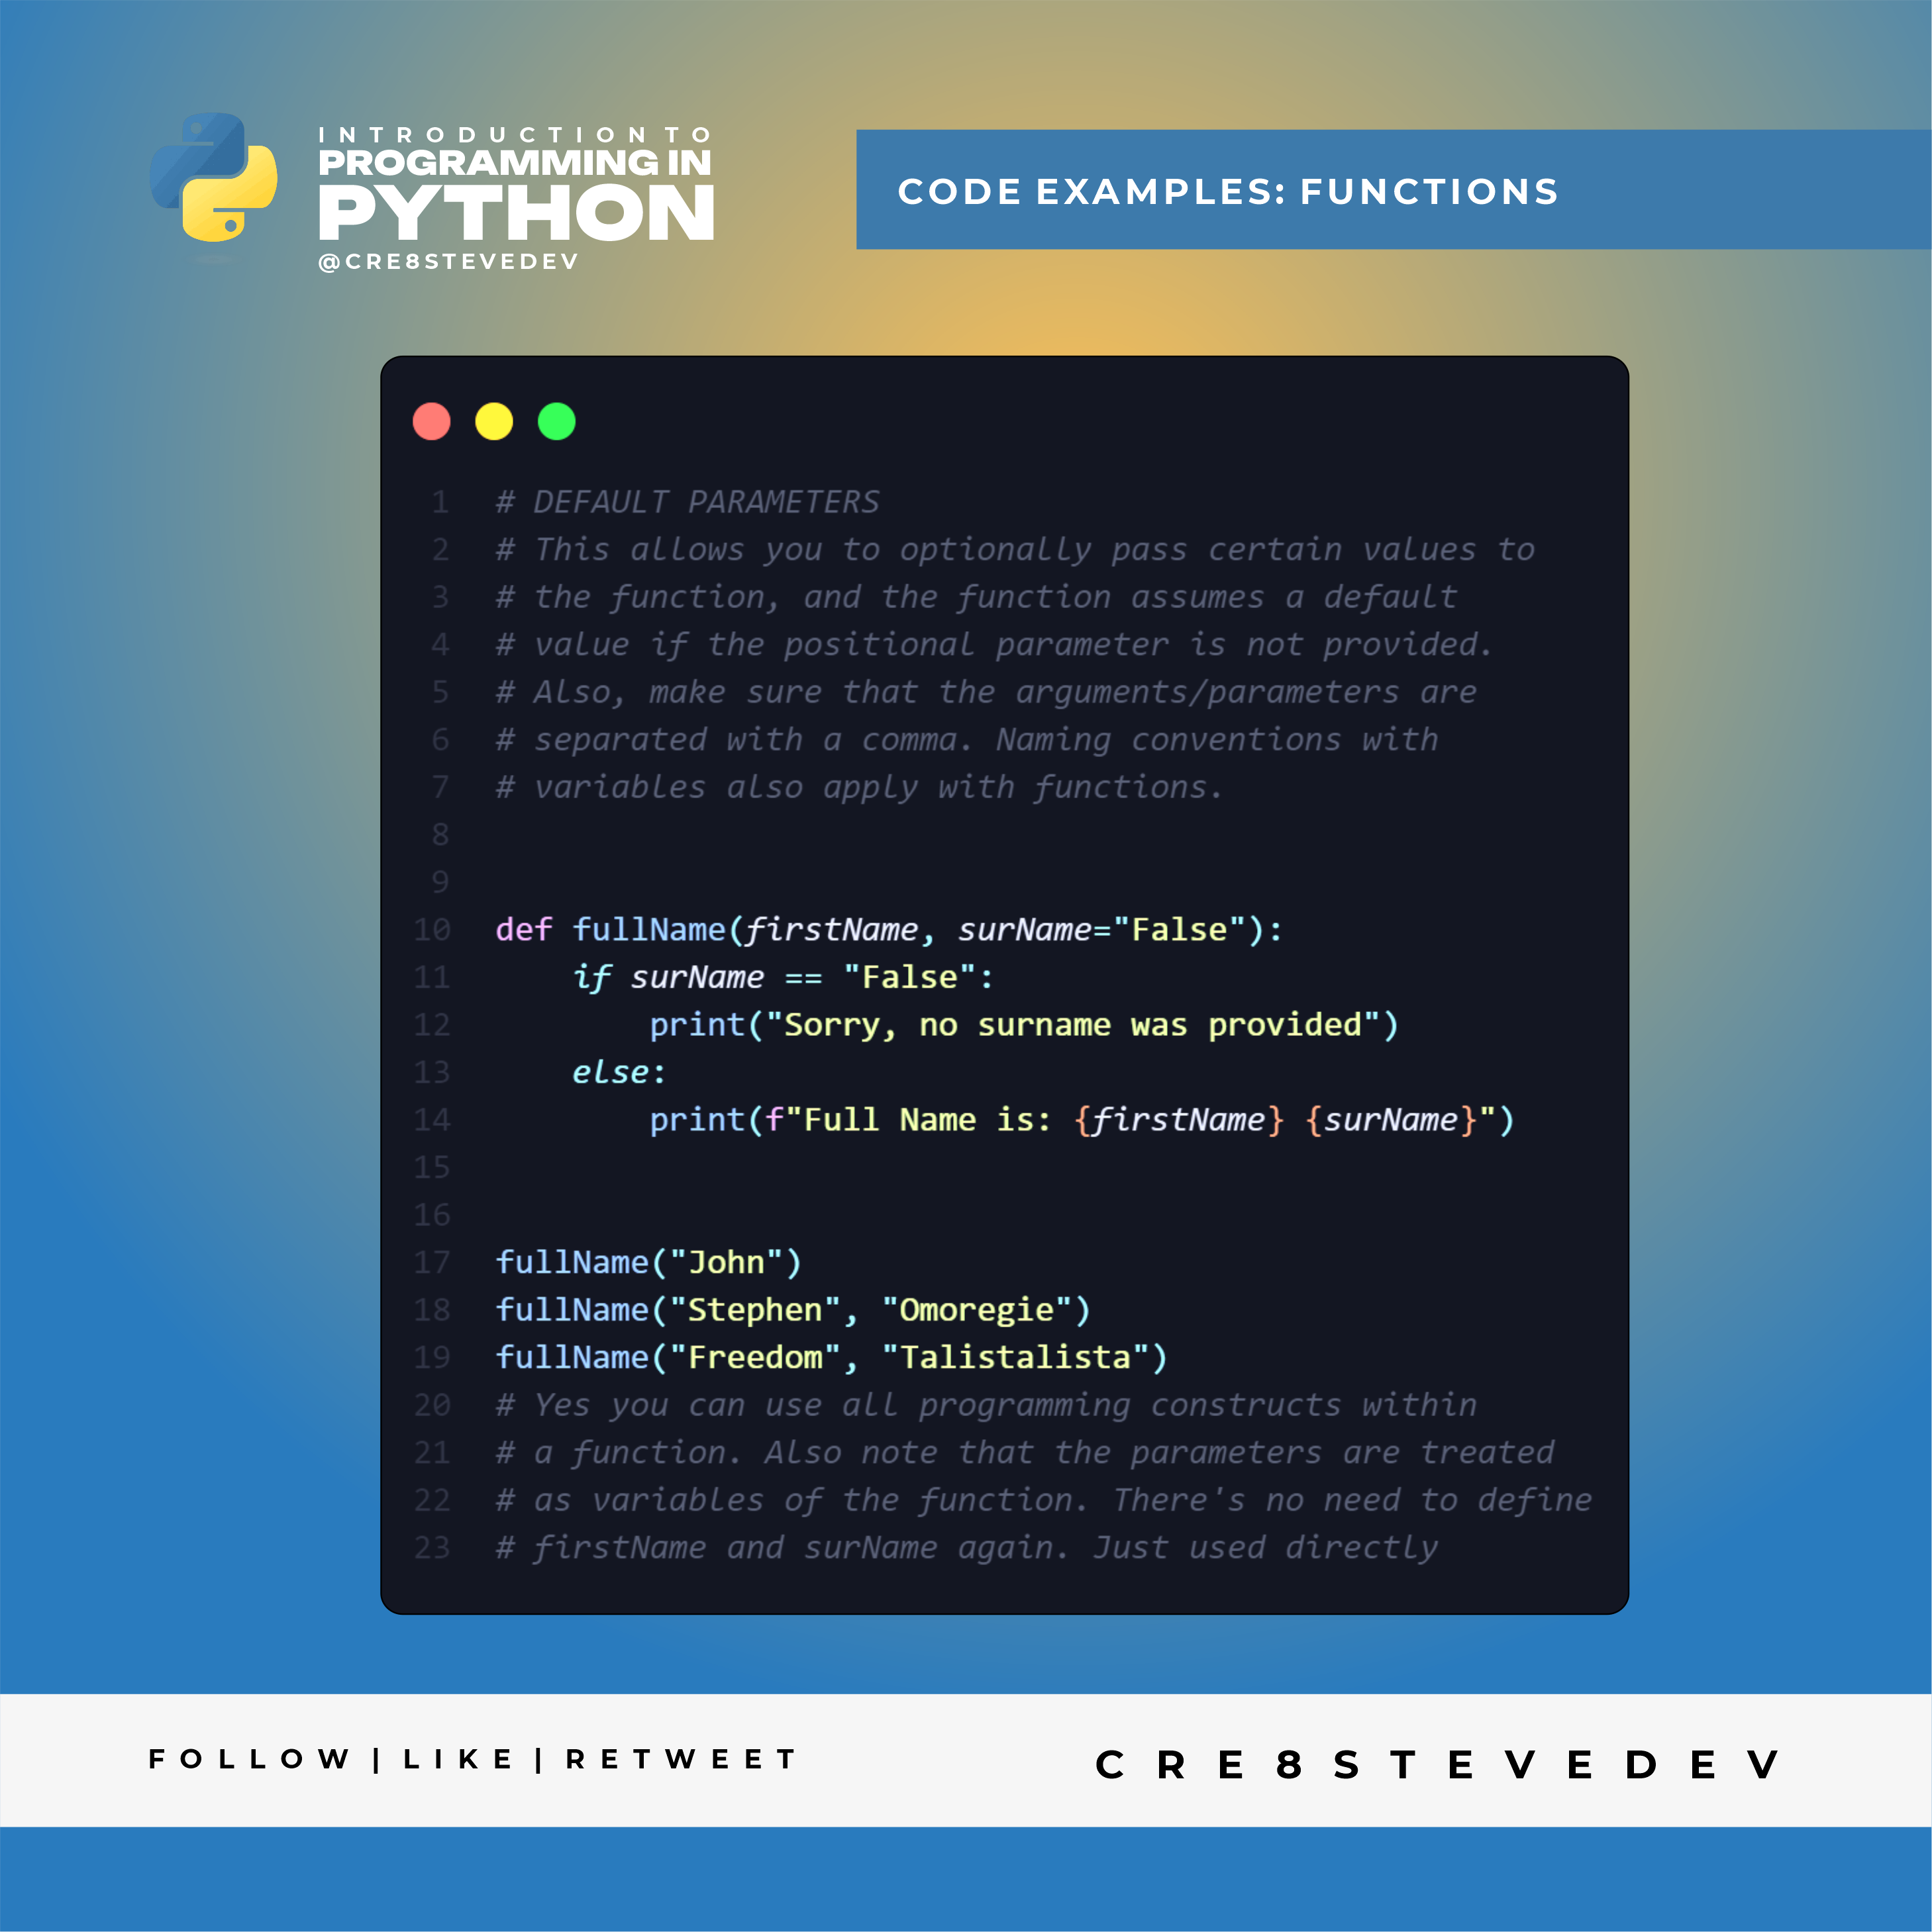 INTRODUCTION TO
PROGRAMMING IN
PYTHON
@CRE8STEVEDEV
CODE EXAMPLES: FUNCTIONS
1 # DEFAULT PARAMETERS
2 # This allows you to optionally pass certain values to
3 # the function, and the function assumes a default
4 # value if the positional parameter is not provided.
5 # Also, make sure that the arguments/parameters are
6 # separated with a comma. Naming conventions with
7 # variables also apply with functions.
8
9
10 def fullName(firstName, surName="False"):
11     if surName == "False":
12         print("Sorry, no surname was provided")
13     else:
14         print(f"Full Name is: {firstName} {surName}")
15
16
17 fullName("John")
18 fullName("Stephen", "Omoregie")
19 fullName("Freedom", "Talistalista")
20 # Yes you can use all programming constructs within
21 # a function. Also note that the parameters are treated
22 # as variables of the function. There's no need to define
23 # firstName and surName again. Just used directly
FOLLOW|LIKE|RETWEET
CRE8STEVEDEV